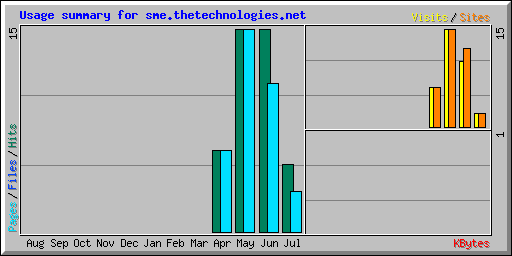 Usage summary for sme.thetechnologies.net
Visits/Sites
15
15
1
Pages/Files/Hits
Aug Sep Oct Nov Dec Jan Feb Mar Apr May Jun Jul
KBytes